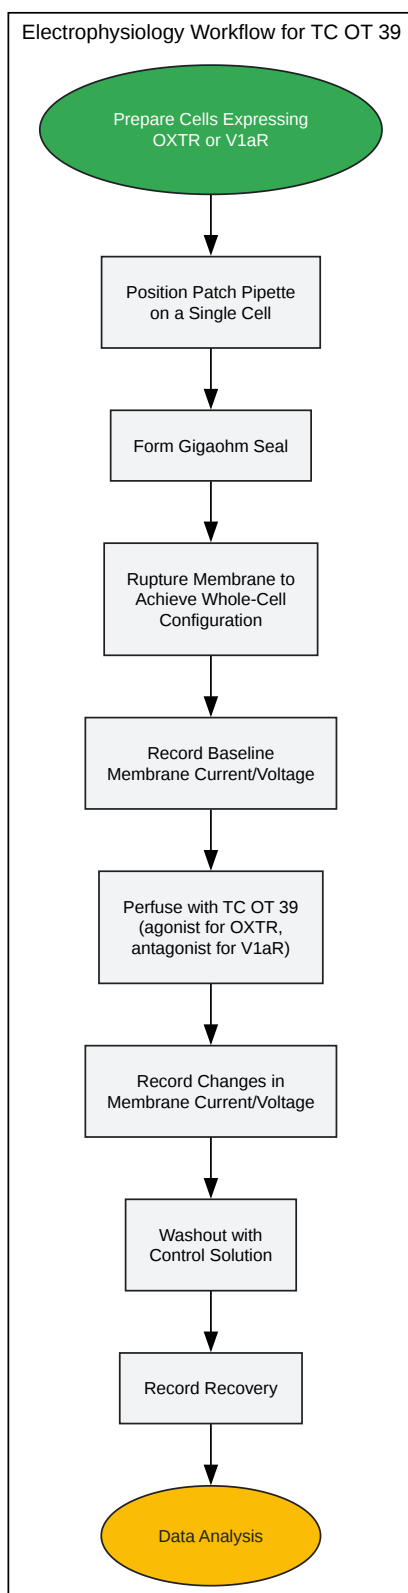 Electrophysiology Workflow for TC OT 39
Prepare Cells Expressing
OXTR or V1aR
Position Patch Pipette
on a Single Cell
Form Gigaohm Seal
Rupture Membrane to
Achieve Whole-Cell
Configuration
Record Baseline
Membrane Current/Voltage
Perfuse with TC OT 39
(agonist for OXTR,
antagonist for V1aR)
Record Changes in
Membrane Current/Voltage
Washout with
Control Solution
Record Recovery
Data Analysis